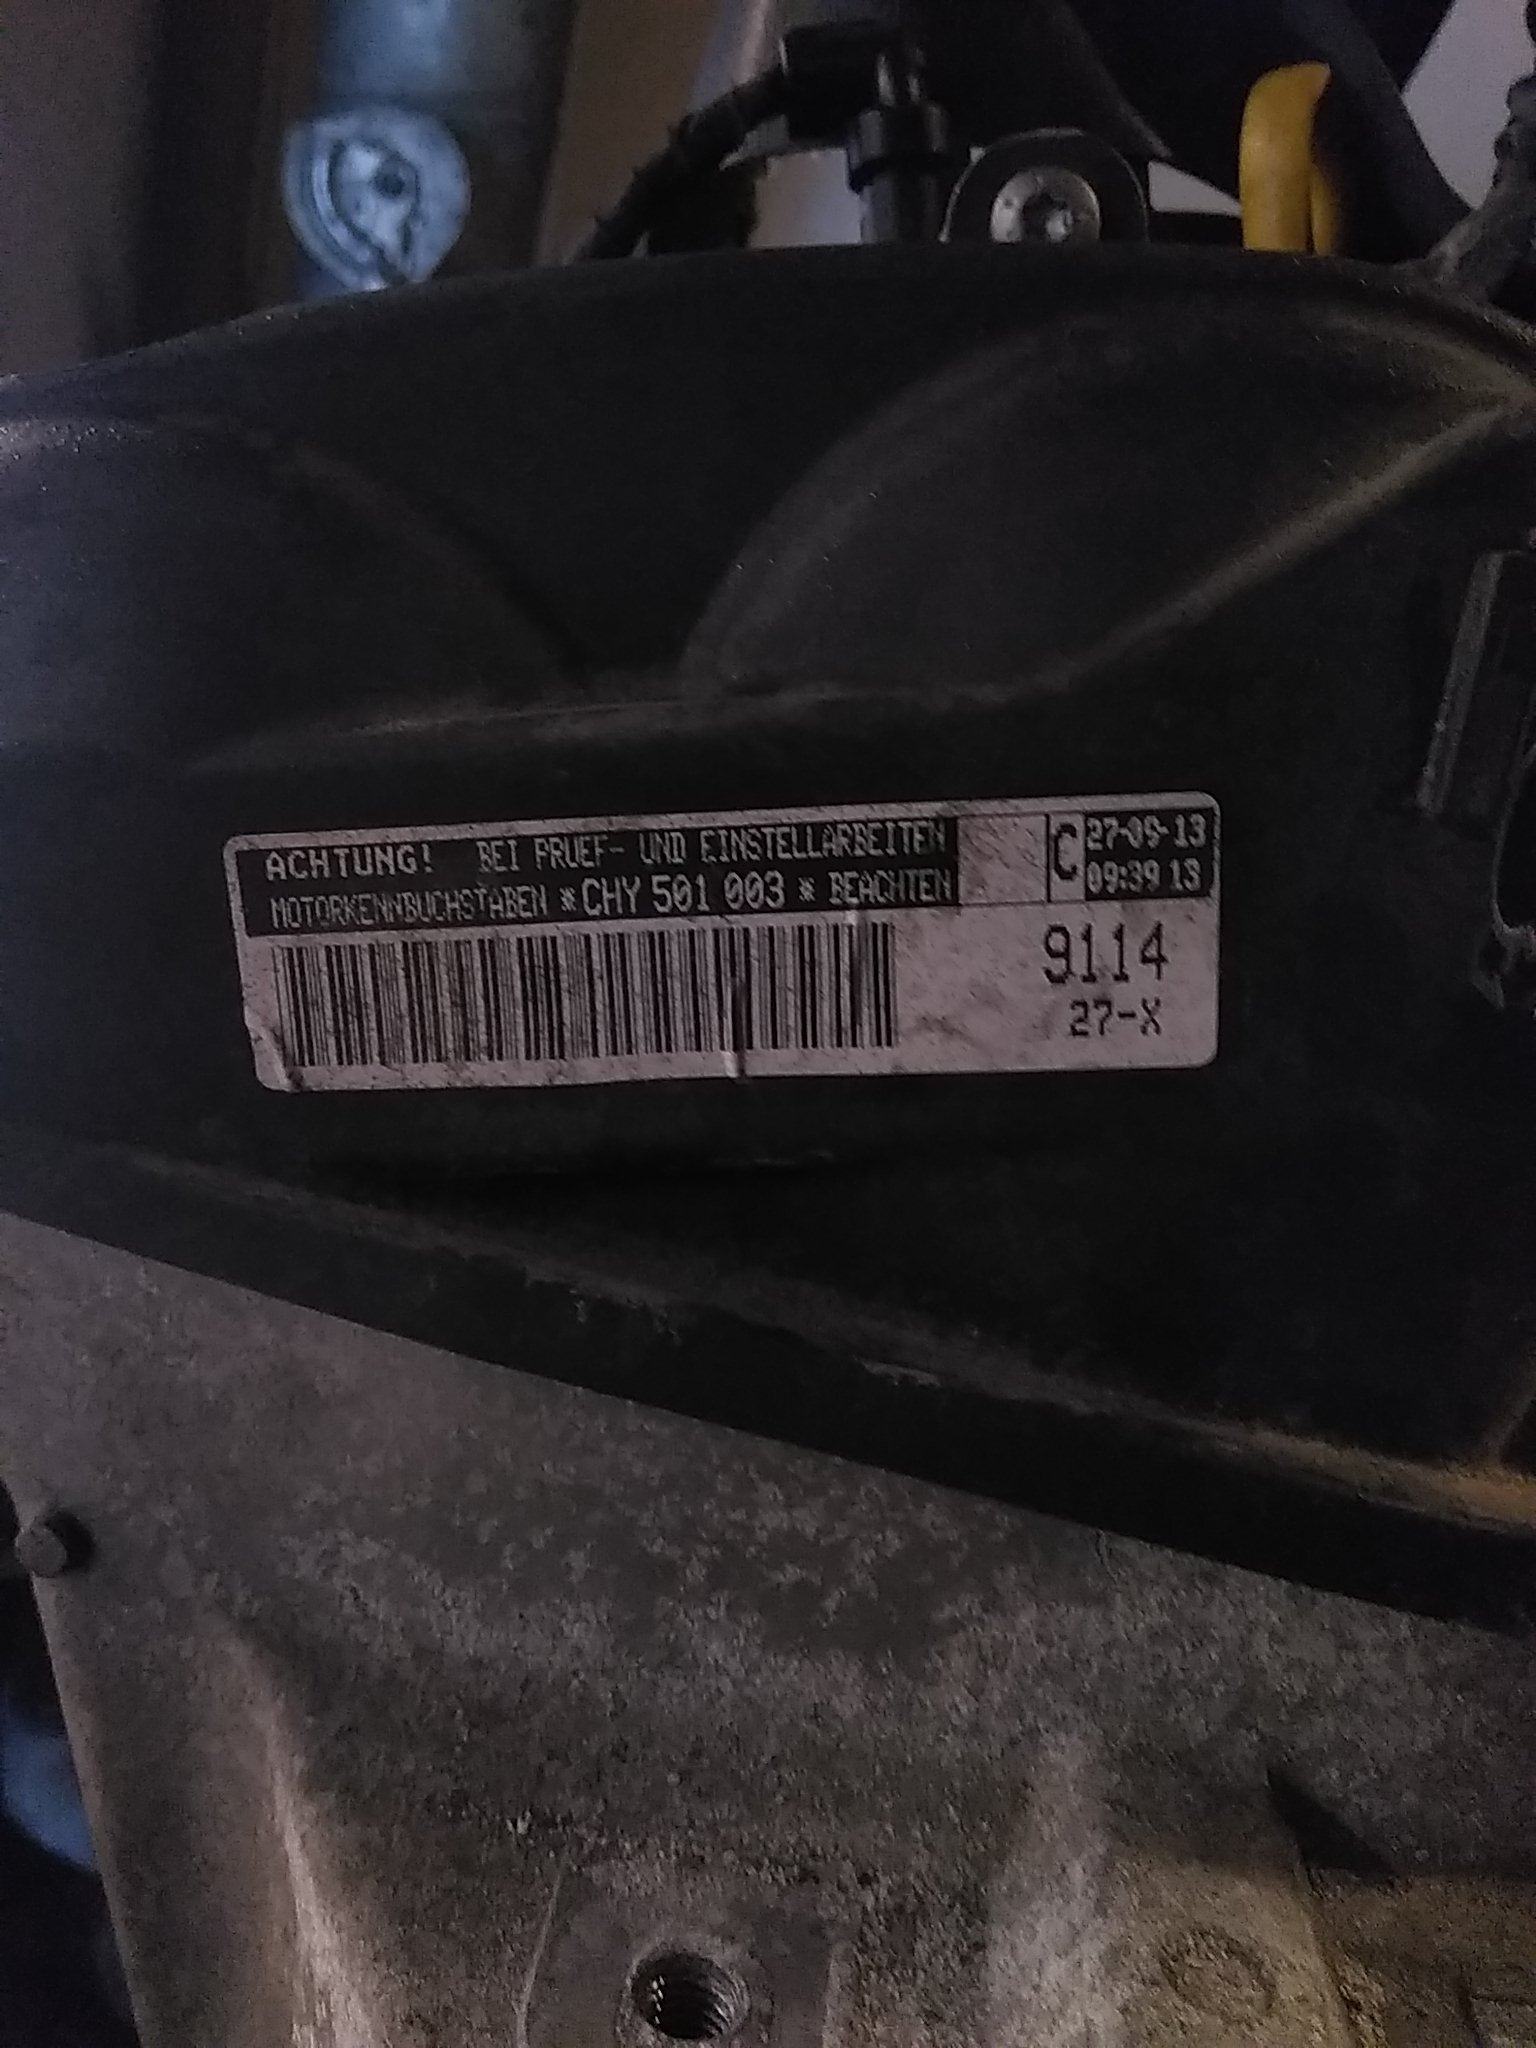 ACHTUNG! BEI PRUEF- UND EINSTELLARBEITEN
MOTORKENNBUCHSTABEN *CHY 501 003 * BEACHTEN
C
27-09-13
09:39 13
9114
27-X